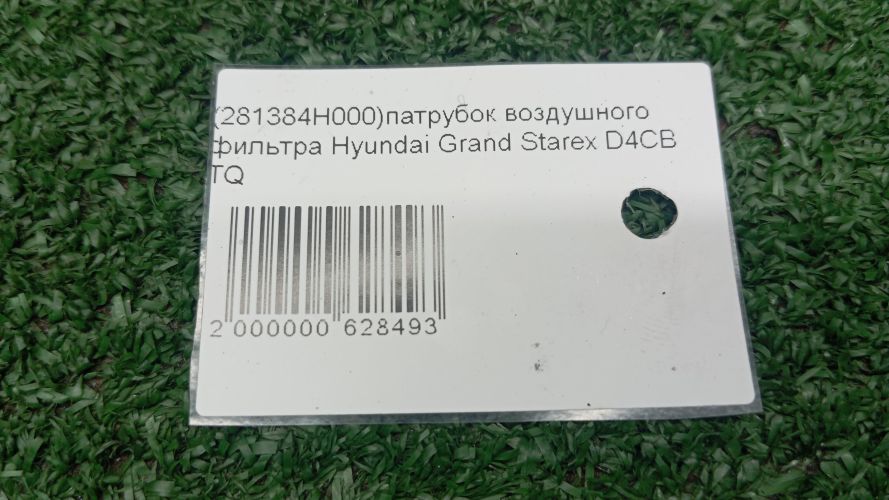 (281384H000)патрубок воздушного
фильтра Hyundai Grand Starex D4CB
TQ
2 000000 628493